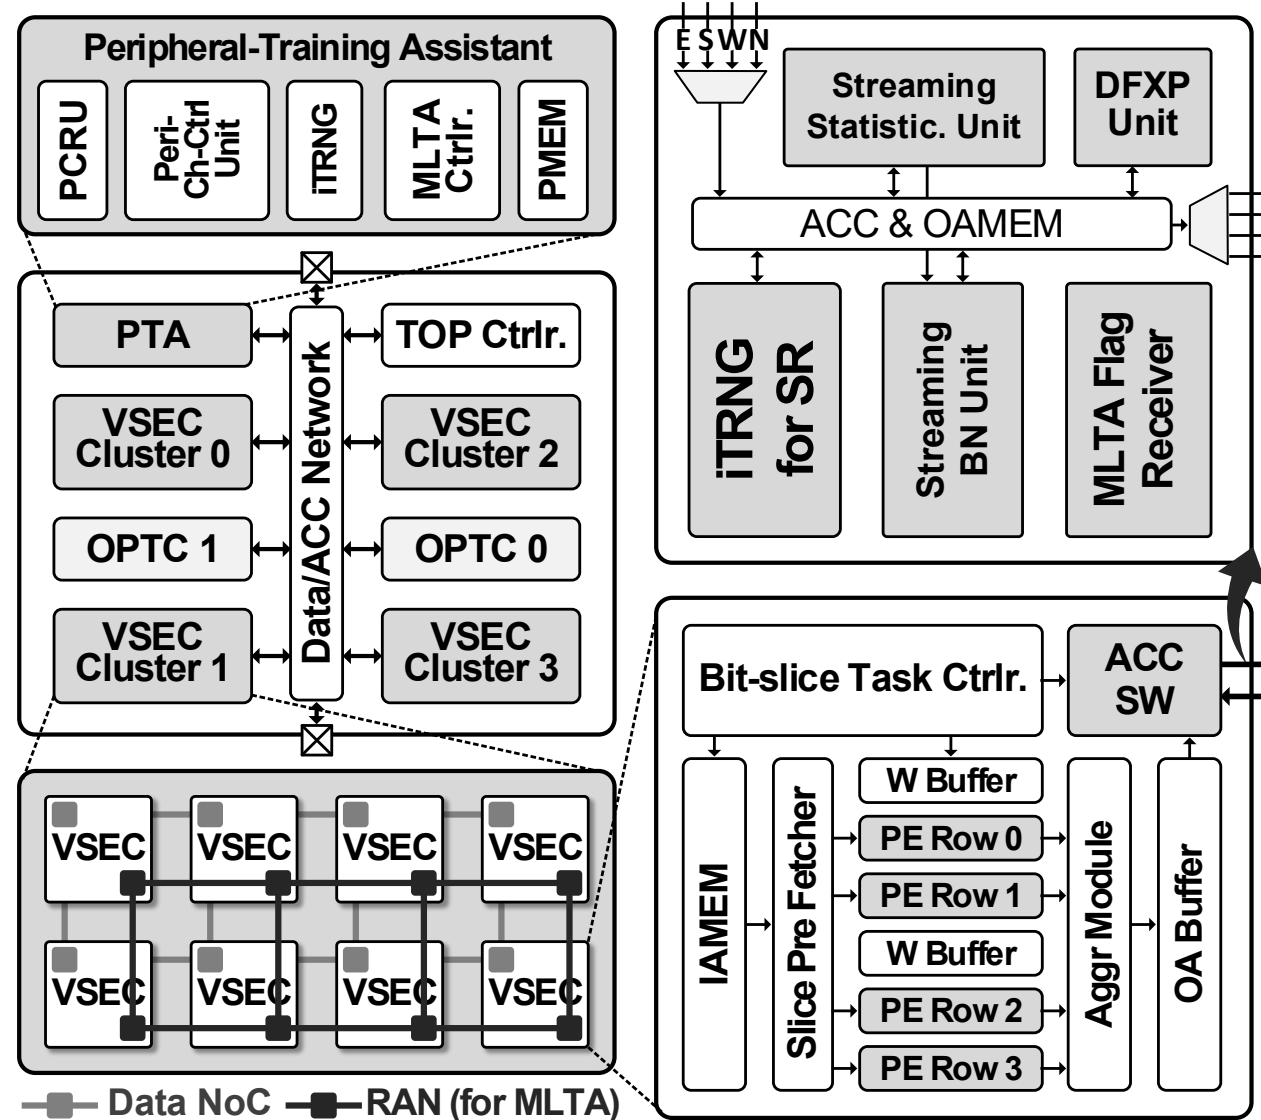 Peripheral-Training Assistant
PCRU
Peri-
Ch-Ctrl
Unit
iTRNG
MLTA
Ctrlr.
PMEM
PTA
TOP Ctrlr.
VSEC
Cluster 0
VSEC
Cluster 2
Data/ACC Network
OPTC 1
OPTC 0
VSEC
Cluster 1
VSEC
Cluster 3
VSEC
VSEC
VSEC
VSEC
VSEC
VSEC
VSEC
VSEC
Data NoC
RAN (for MLTA)
E S W N
Streaming
Statistic. Unit
DFXP
Unit
ACC & OAMEM
iTRNG
for SR
Streaming
BN Unit
MLTA Flag
Receiver
Bit-slice Task Ctrlr.
ACC
SW
IAMEM
Slice Pre Fetcher
W Buffer
PE Row 0
PE Row 1
W Buffer
PE Row 2
PE Row 3
Aggr Module
OA Buffer